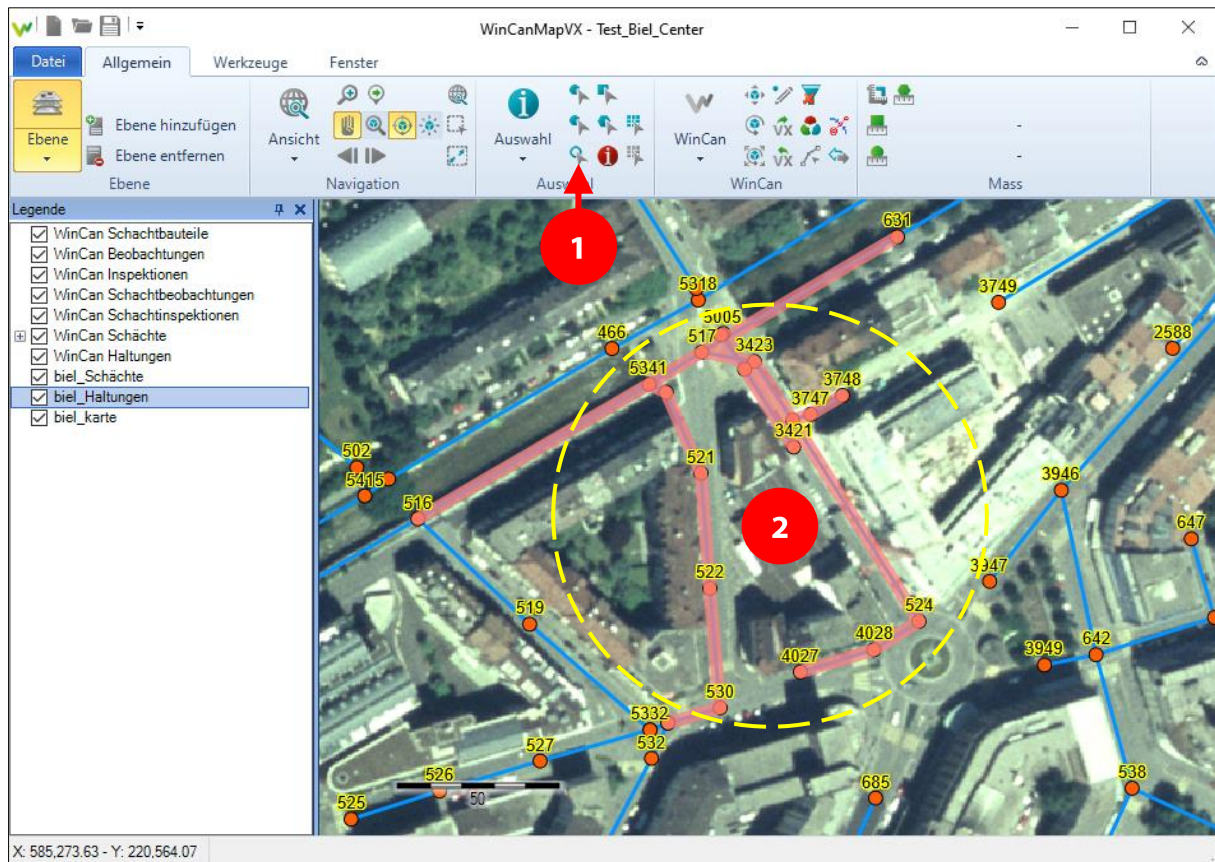 WinCanMapVX - Test_Biel_Center
Datei Allgemein Werkzeuge Fenster
Ebene
Ebene hinzufügen
Ebene entfernen
Ansicht
Auswahl
WinCan
VX
VX
-
-
Ebene Navigation Auswahl WinCan Mass
1
Legende
WinCan Schachtbauteile
WinCan Beobachtungen
WinCan Inspektionen
WinCan Schachtbeobachtungen
WinCan Schachtinspektionen
WinCan Schächte
WinCan Haltungen
biel_Schächte
biel_Haltungen
biel_karte
631
5318
3749
5005
466
517
3423
2588
5341
3748
3747
3421
502
521
5415
3946
516
2
647
522
3947
519
524
4028
642
4027
3949
530
5332
532
527
526
685
538
525
50
X: 585,273.63 - Y: 220,564.07